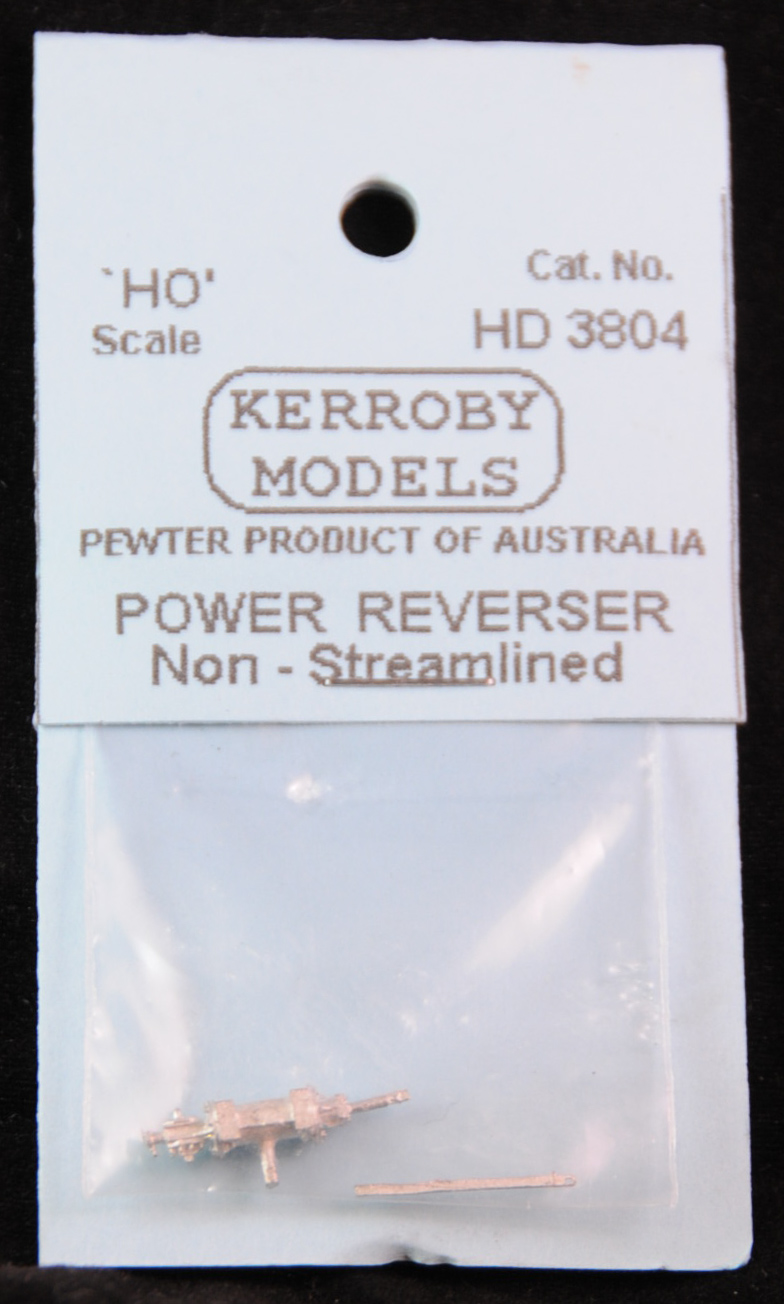 `HO'
Scale
Cat. No.
HD 3804
KERROBY
MODELS
PEWTER PRODUCT OF AUSTRALIA
POWER REVERSER
Non - Streamlined